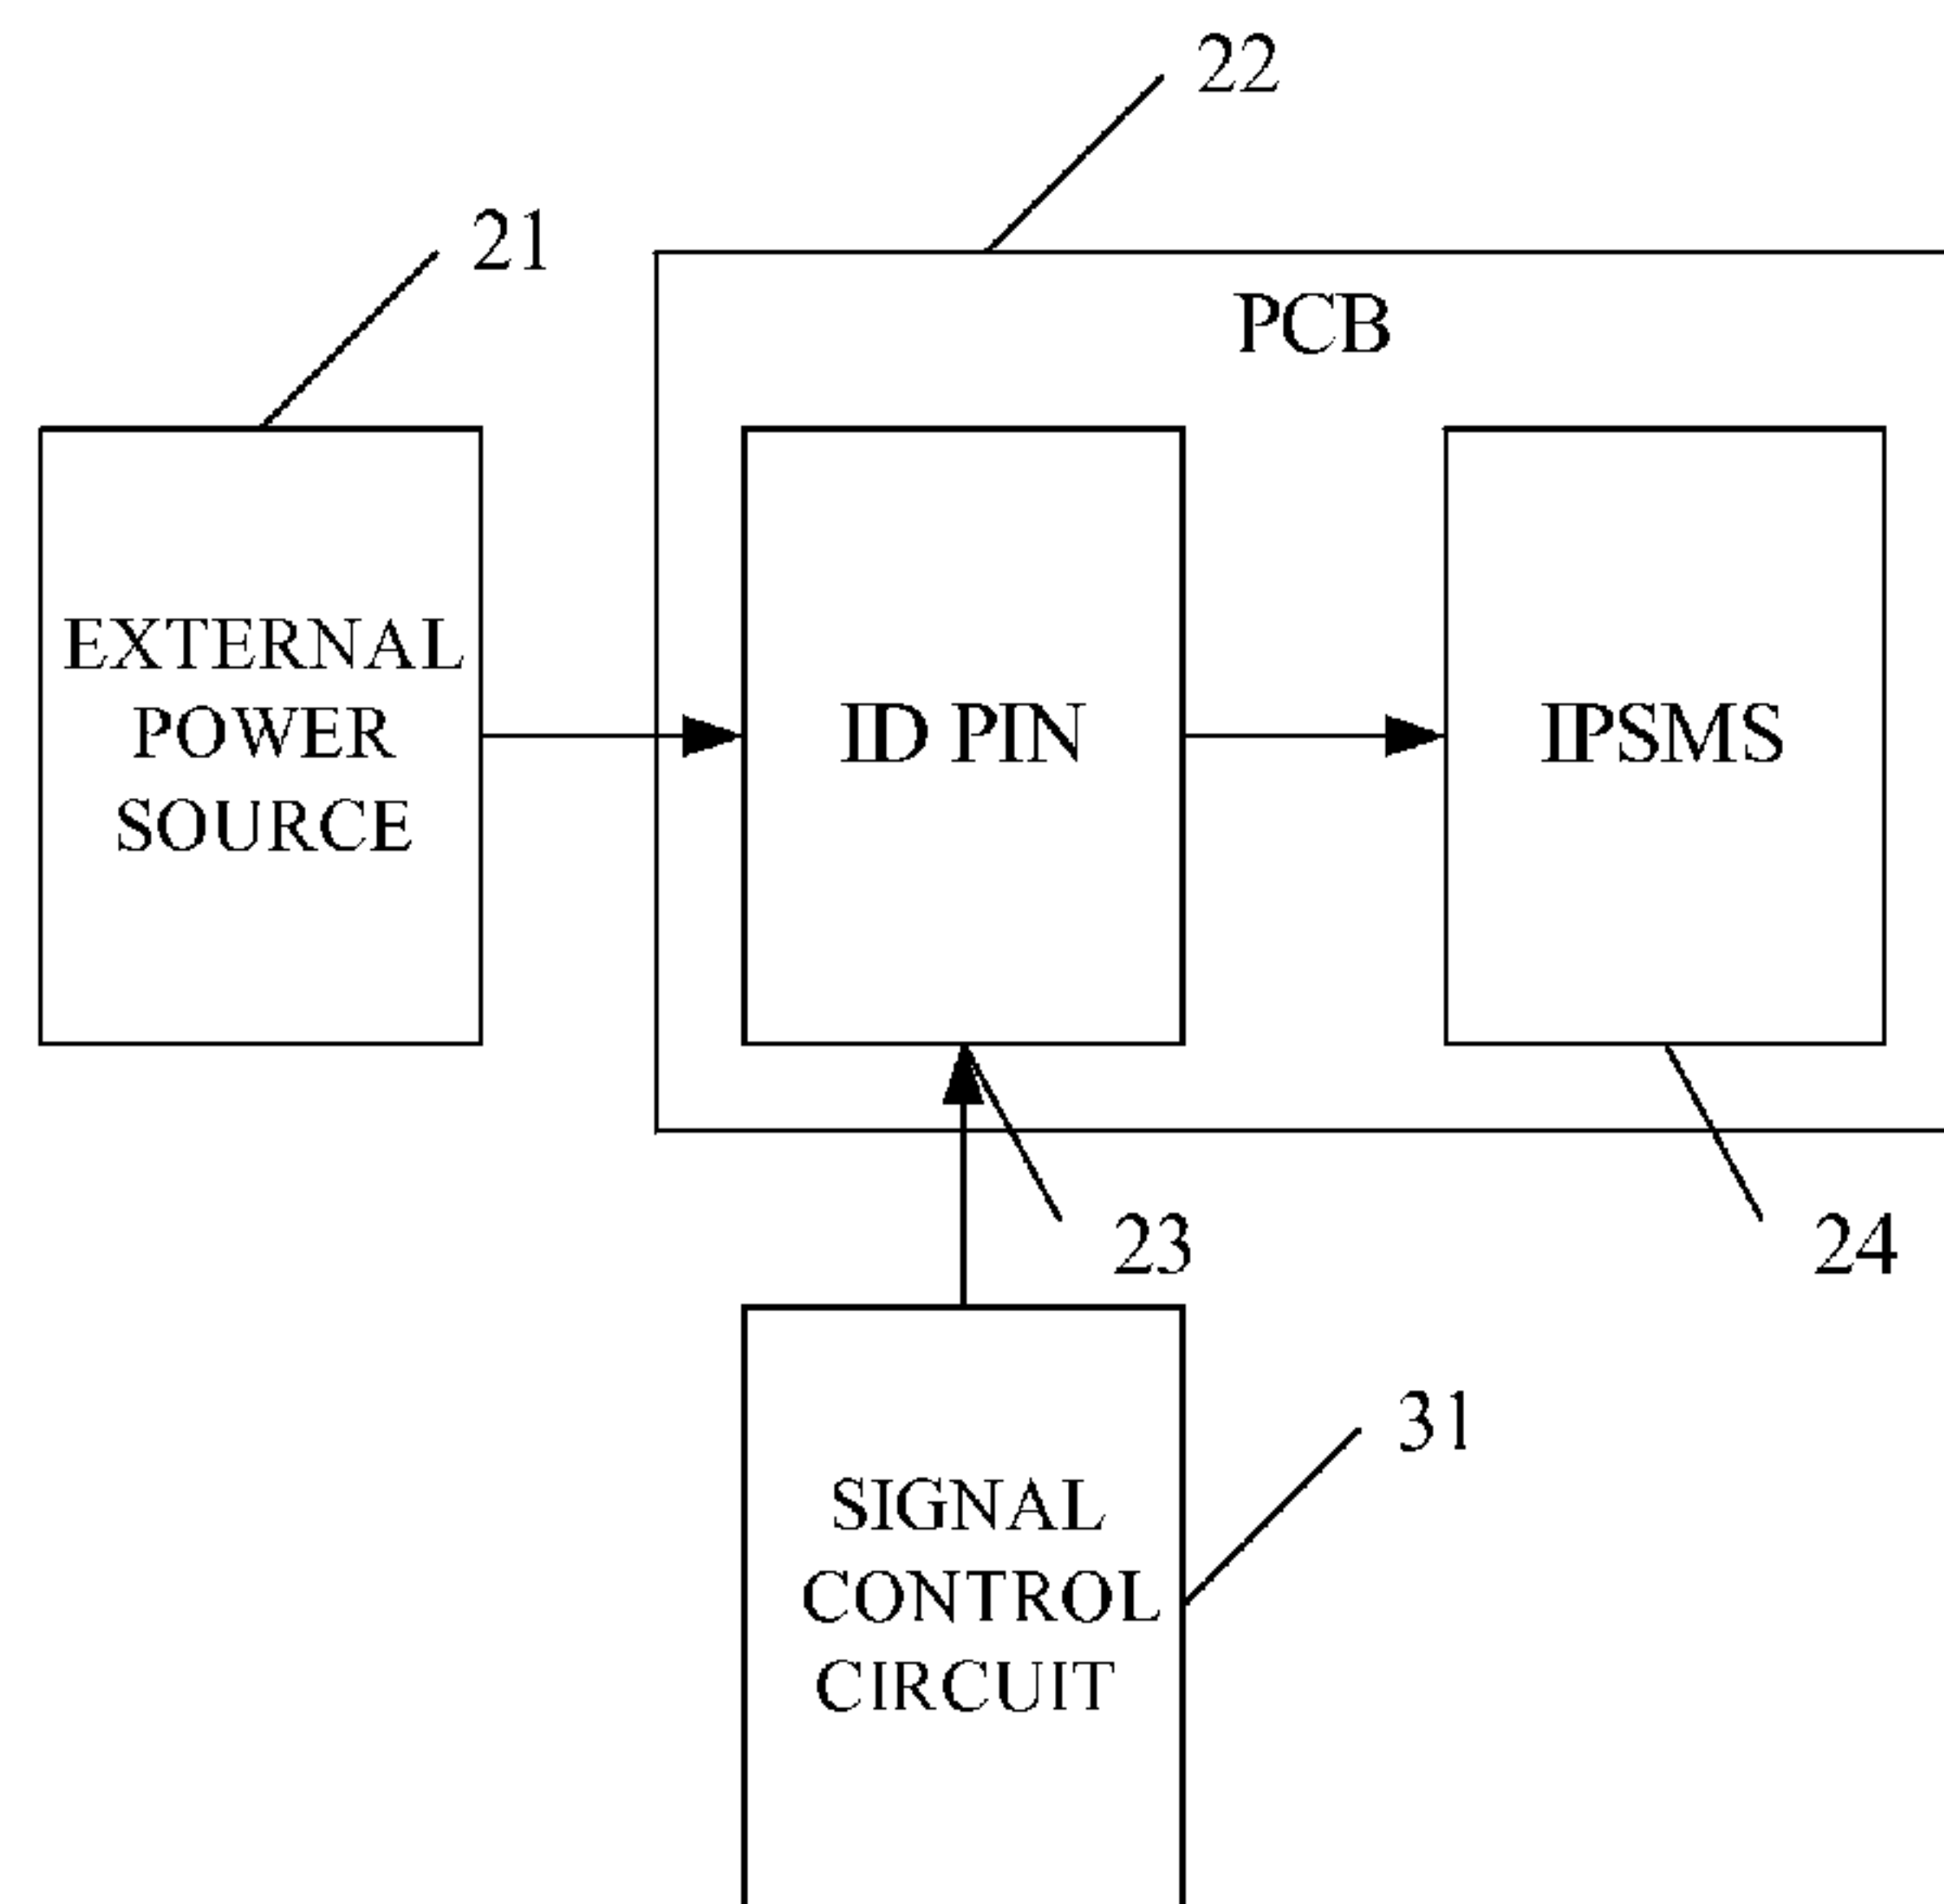 22
21
PCB
EXTERNAL
POWER
SOURCE
ID PIN
IPSMS
23
24
31
SIGNAL
CONTROL
CIRCUIT